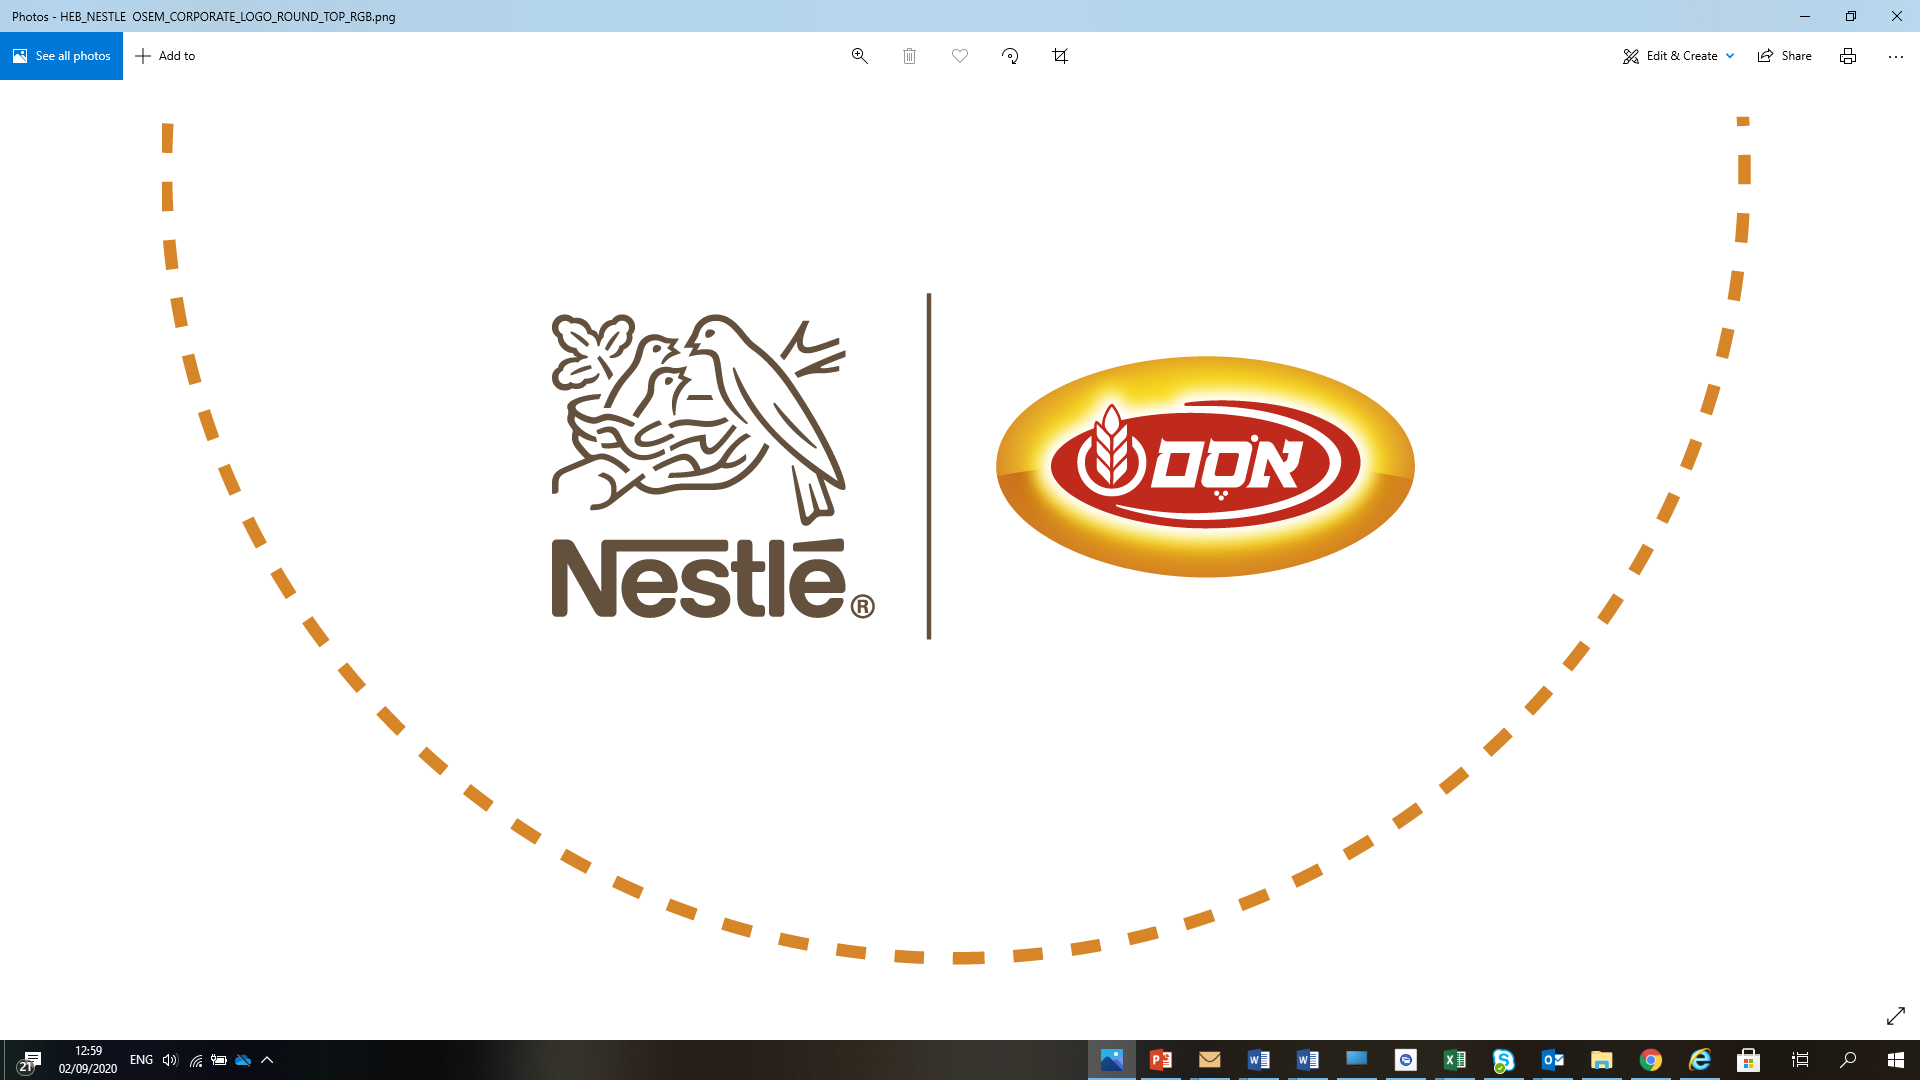 Photos - HEB_NESTLE OSEM_CORPORATE_LOGO_ROUND_TOP_RGB.png
See all photos
Add to
Edit & Create
Share
Nestlé®
אסם
12:59
ENG
21
02/09/2020